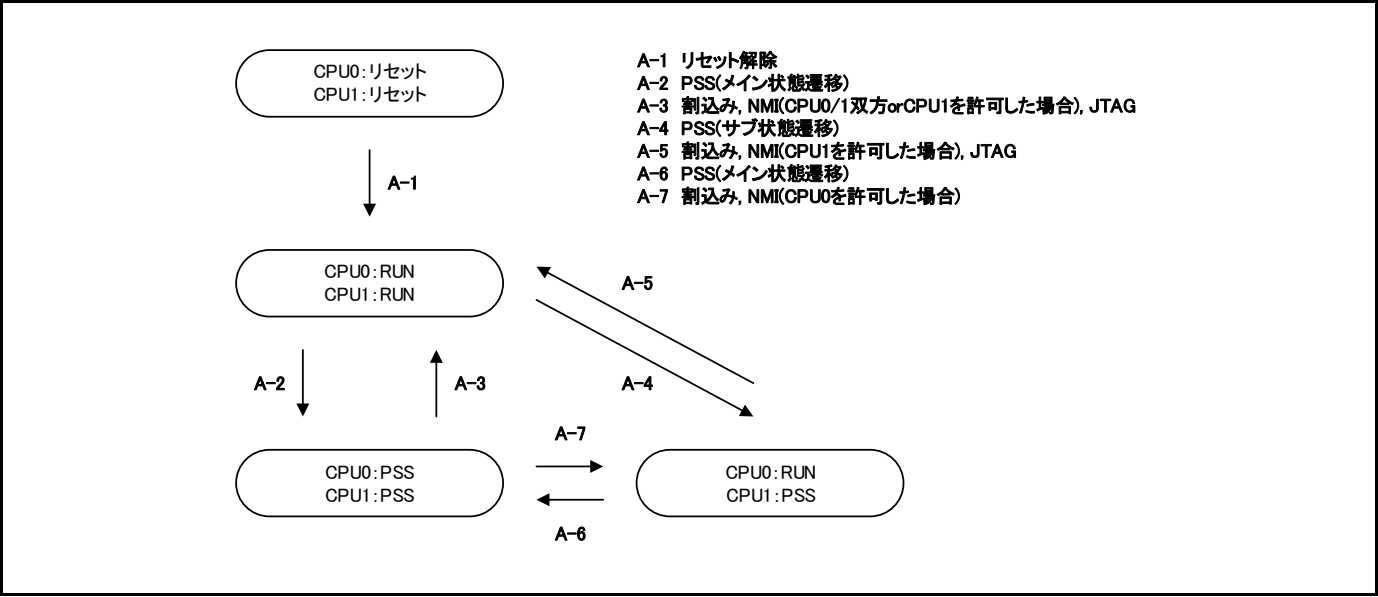 CPU0:リセット
CPU1:リセット
A-1 リセット解除
A-2 PSS(メイン状態遷移)
A-3 割込み, NMI(CPU0/1双方orCPU1を許可した場合), JTAG
A-4 PSS(サブ状態遷移)
A-5 割込み, NMI(CPU1を許可した場合), JTAG
A-6 PSS(メイン状態遷移)
A-7 割込み, NMI(CPU0を許可した場合)
A-1
CPU0:RUN
CPU1:RUN
A-5
A-2
A-3
A-4
A-7
CPU0:PSS
CPU1:PSS
CPU0:RUN
CPU1:PSS
A-6